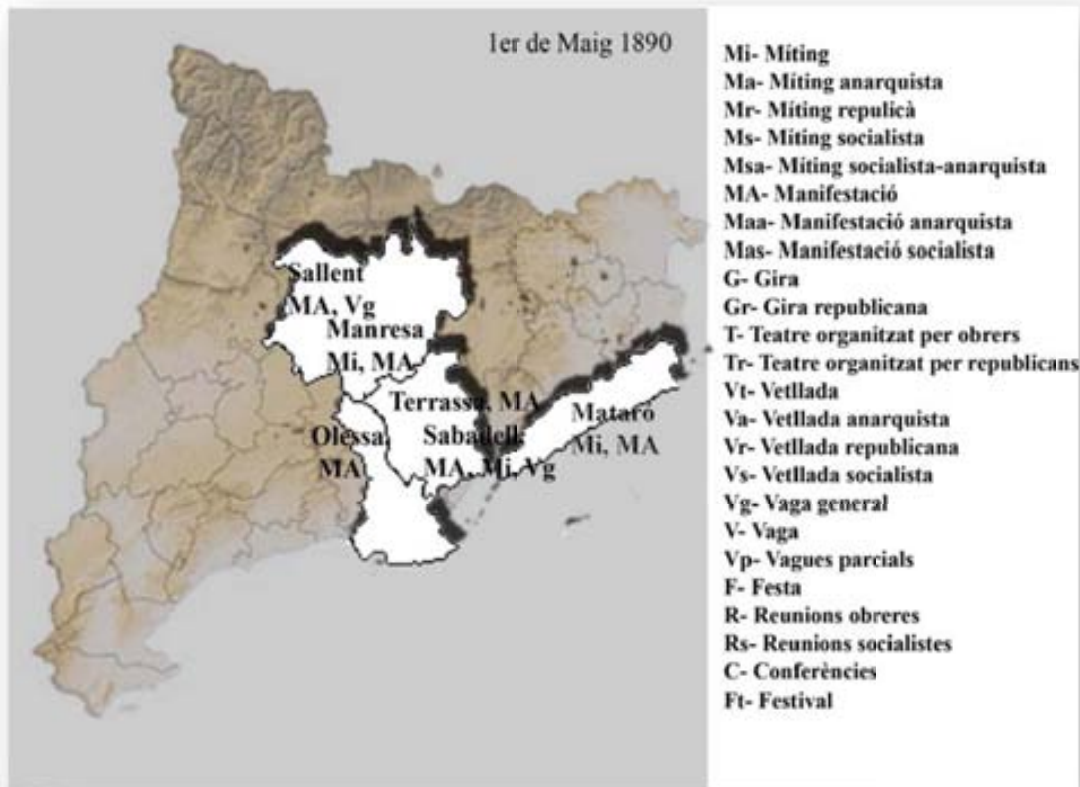 1er de Maig 1890
Sallent
MA, Vg
Manresa
Mi, MA
Terrassa, MA
Olessa,
MA
Sabadell,
MA, Mi, Vg
Mataró
Mi, MA
Mi- Míting
Ma- Míting anarquista
Mr- Míting repulicà
Ms- Míting socialista
Msa- Míting socialista-anarquista
MA- Manifestació
Maa- Manifestació anarquista
Mas- Manifestació socialista
G- Gira
Gr- Gira republicana
T- Teatre organitzat per obrers
Tr- Teatre organitzat per republicans
Vt- Vetllada
Va- Vetllada anarquista
Vr- Vetllada republicana
Vs- Vetllada socialista
Vg- Vaga general
V- Vaga
Vp- Vagues parcials
F- Festa
R- Reunions obreres
Rs- Reunions socialistes
C- Conferències
Ft- Festival